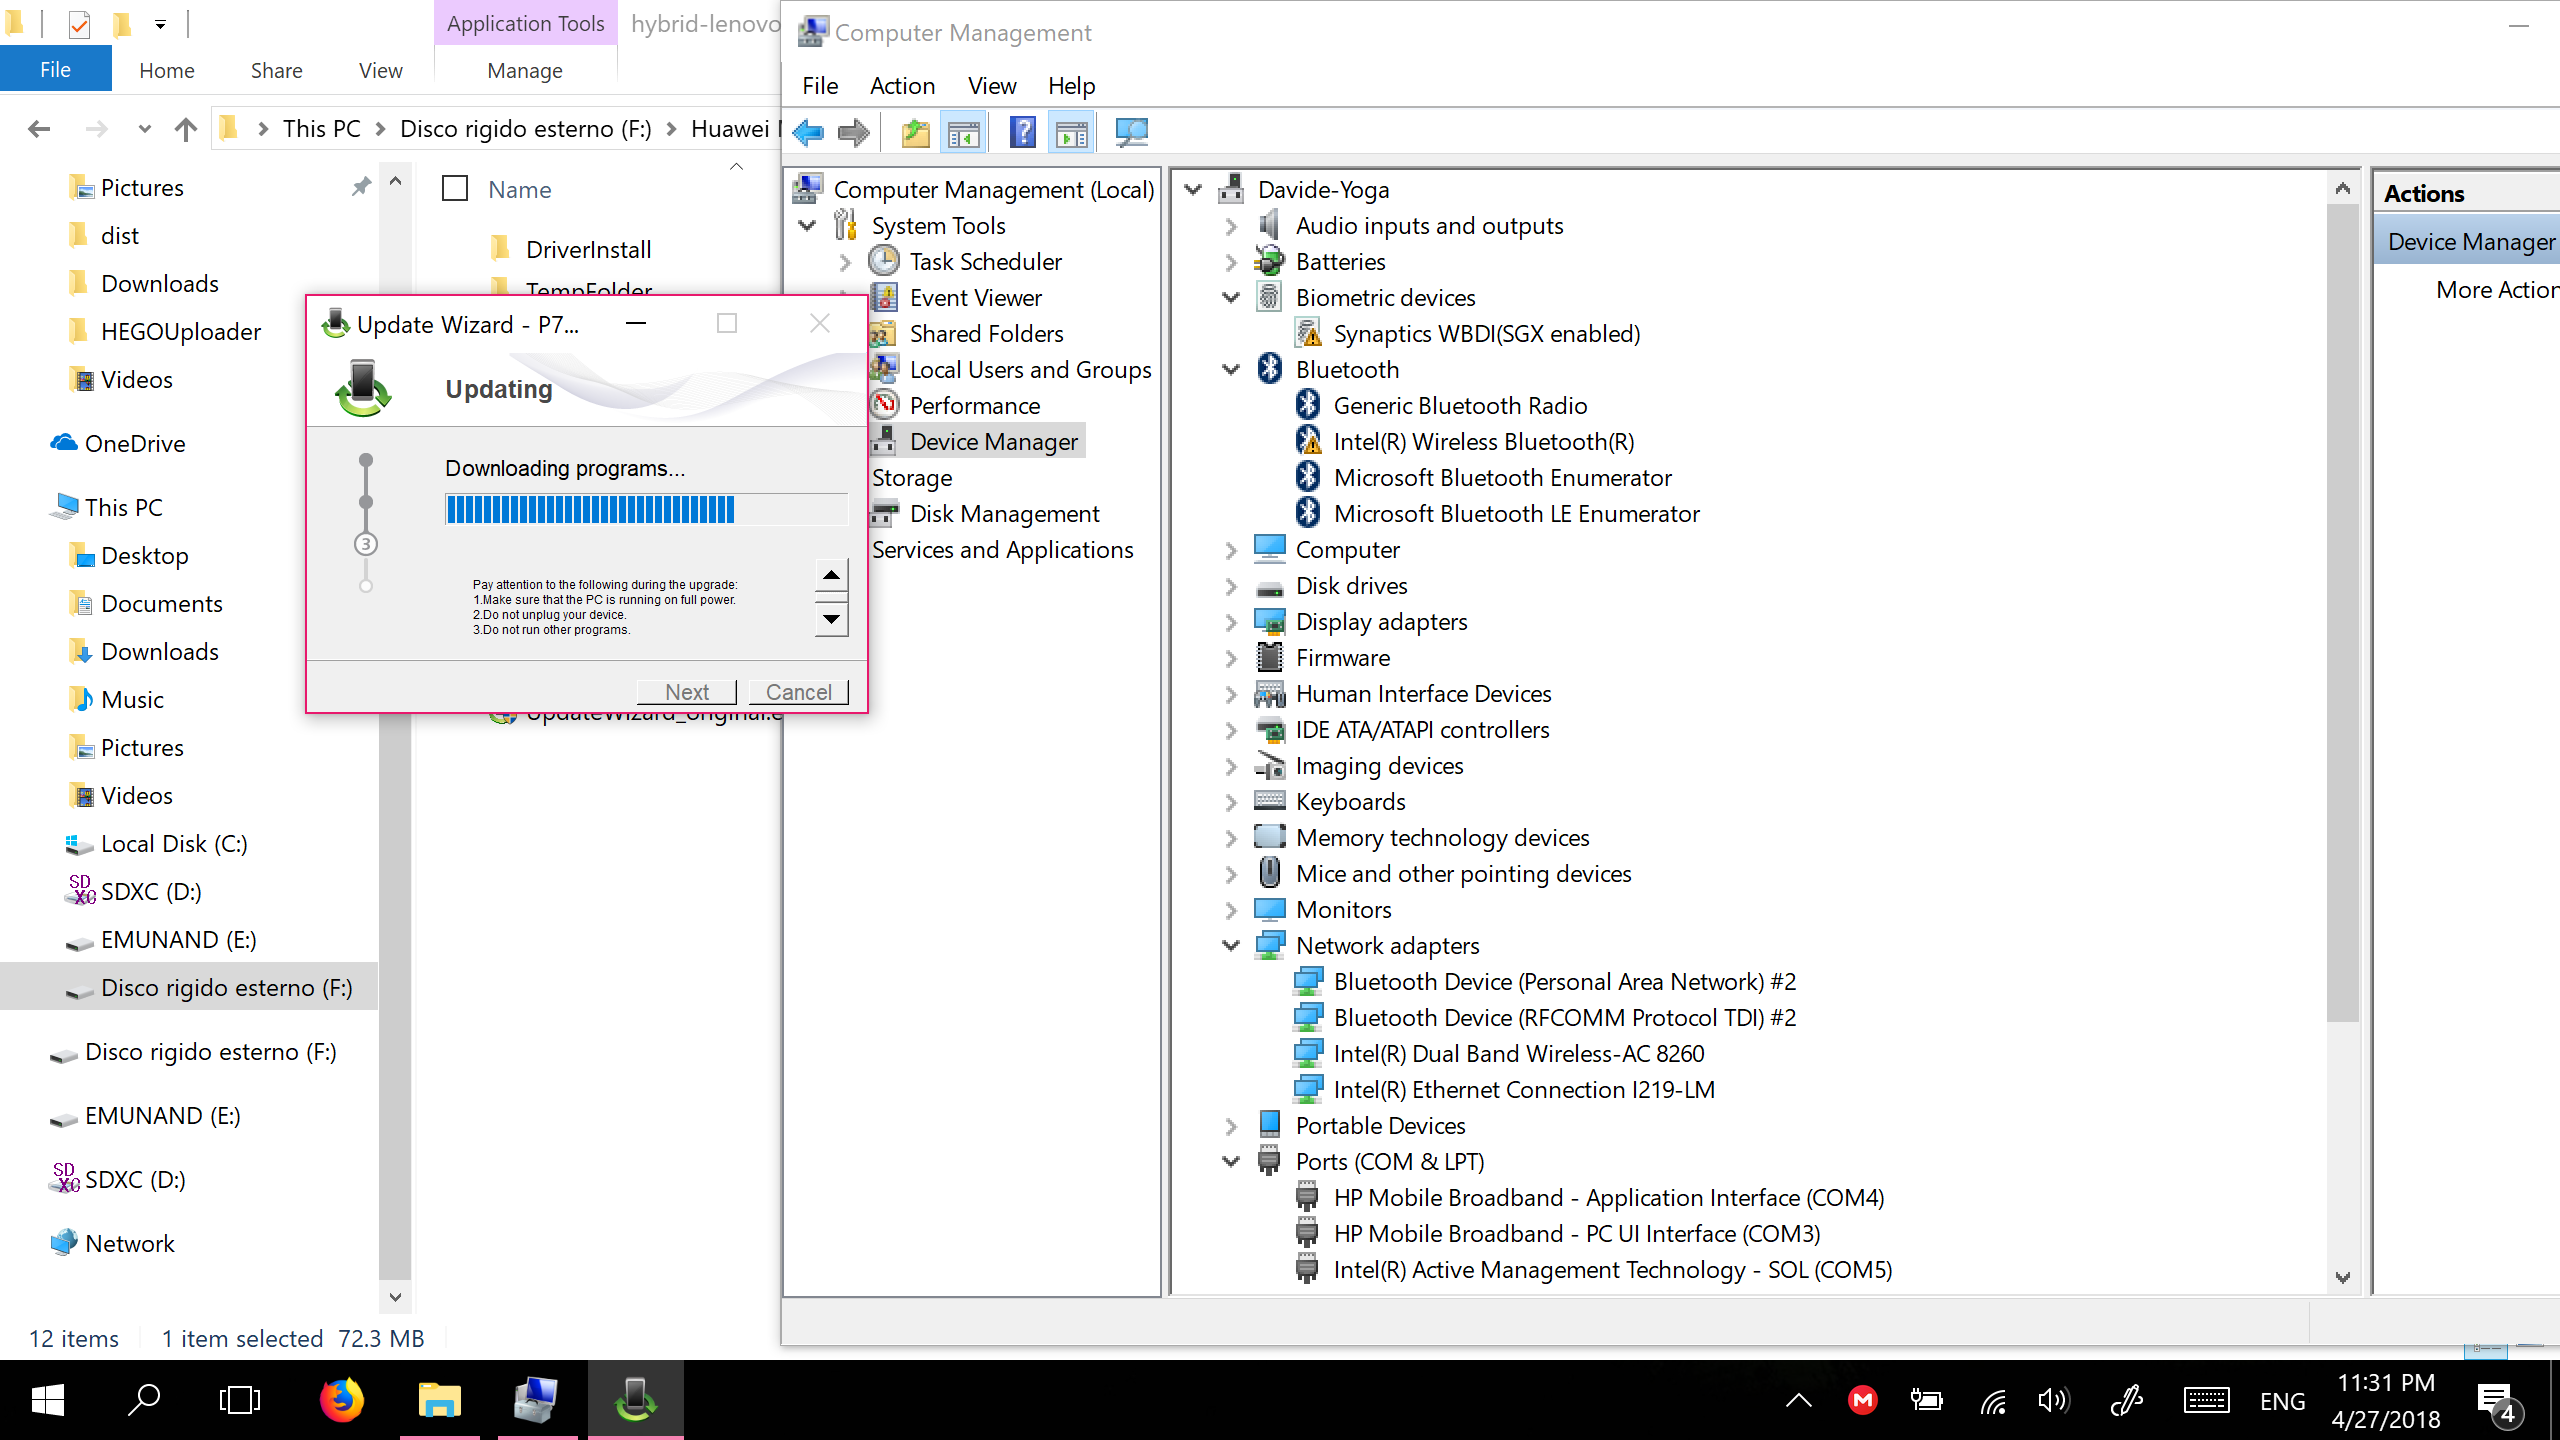 Application Tools
hybrid-lenovo
File
Home
Share
View
Manage
This PC
Disco rigido esterno (F:)
Huawei
Pictures
dist
Downloads
HEGOUploader
Videos
OneDrive
This PC
Desktop
Documents
Downloads
Music
Pictures
Videos
Local Disk (C:)
SDXC (D:)
EMUNAND (E:)
Disco rigido esterno (F:)
Disco rigido esterno (F:)
EMUNAND (E:)
SDXC (D:)
Network
Name
DriverInstall
TempFolder
UpdateWizard_original.e
12 items
1 item selected 72.3 MB
Update Wizard - P7...
Updating
3
Downloading programs...
Pay attention to the following during the upgrade:
1.Make sure that the PC is running on full power.
2.Do not unplug your device.
3.Do not run other programs.
Next
Cancel
Computer Management
File
Action
View
Help
Computer Management (Local)
System Tools
Task Scheduler
Event Viewer
Shared Folders
Local Users and Groups
Performance
Device Manager
Storage
Disk Management
Services and Applications
Davide-Yoga
Audio inputs and outputs
Batteries
Biometric devices
Synaptics WBDI(SGX enabled)
Bluetooth
Generic Bluetooth Radio
Intel(R) Wireless Bluetooth(R)
Microsoft Bluetooth Enumerator
Microsoft Bluetooth LE Enumerator
Computer
Disk drives
Display adapters
Firmware
Human Interface Devices
IDE ATA/ATAPI controllers
Imaging devices
Keyboards
Memory technology devices
Mice and other pointing devices
Monitors
Network adapters
Bluetooth Device (Personal Area Network) #2
Bluetooth Device (RFCOMM Protocol TDI) #2
Intel(R) Dual Band Wireless-AC 8260
Intel(R) Ethernet Connection I219-LM
Portable Devices
Ports (COM & LPT)
HP Mobile Broadband - Application Interface (COM4)
HP Mobile Broadband - PC UI Interface (COM3)
Intel(R) Active Management Technology - SOL (COM5)
Actions
Device Manager
More Action
ENG
11:31 PM
4/27/2018
4